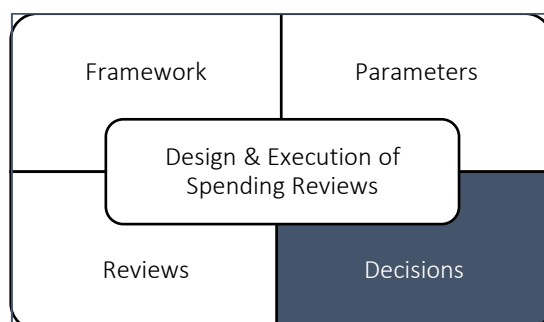 Framework
Parameters
Design & Execution of
Spending Reviews
Reviews
Decisions